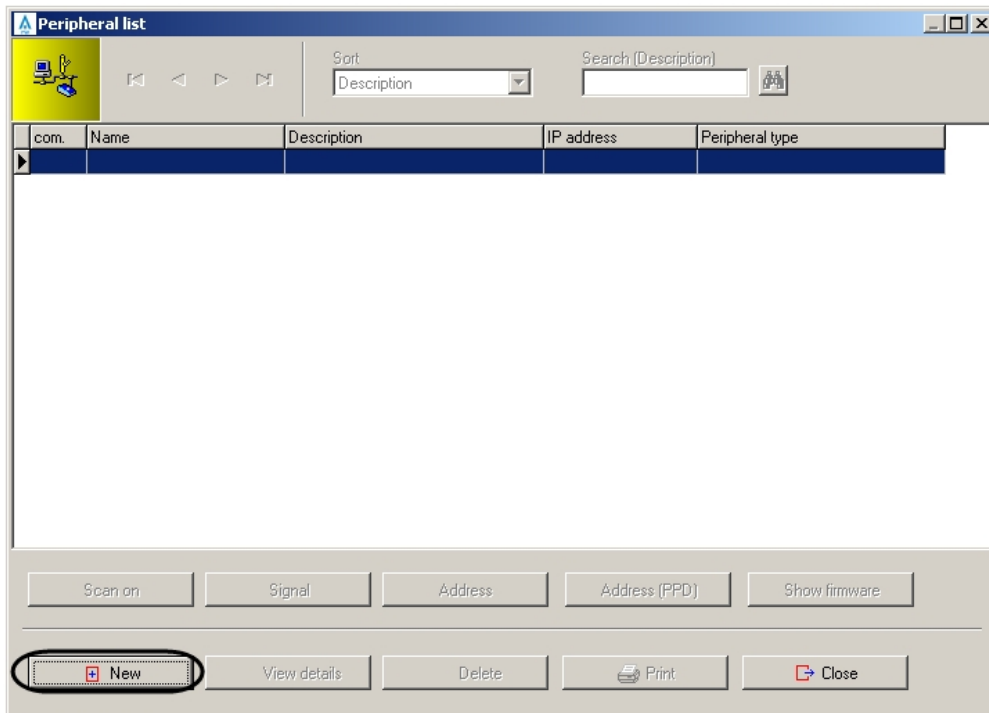 Peripheral list
Sort
Search (Description)
Description
com. Name Description IP address Peripheral type
Scan on Signal Address Address (PPD) Show firmware
New View details Delete Print Close